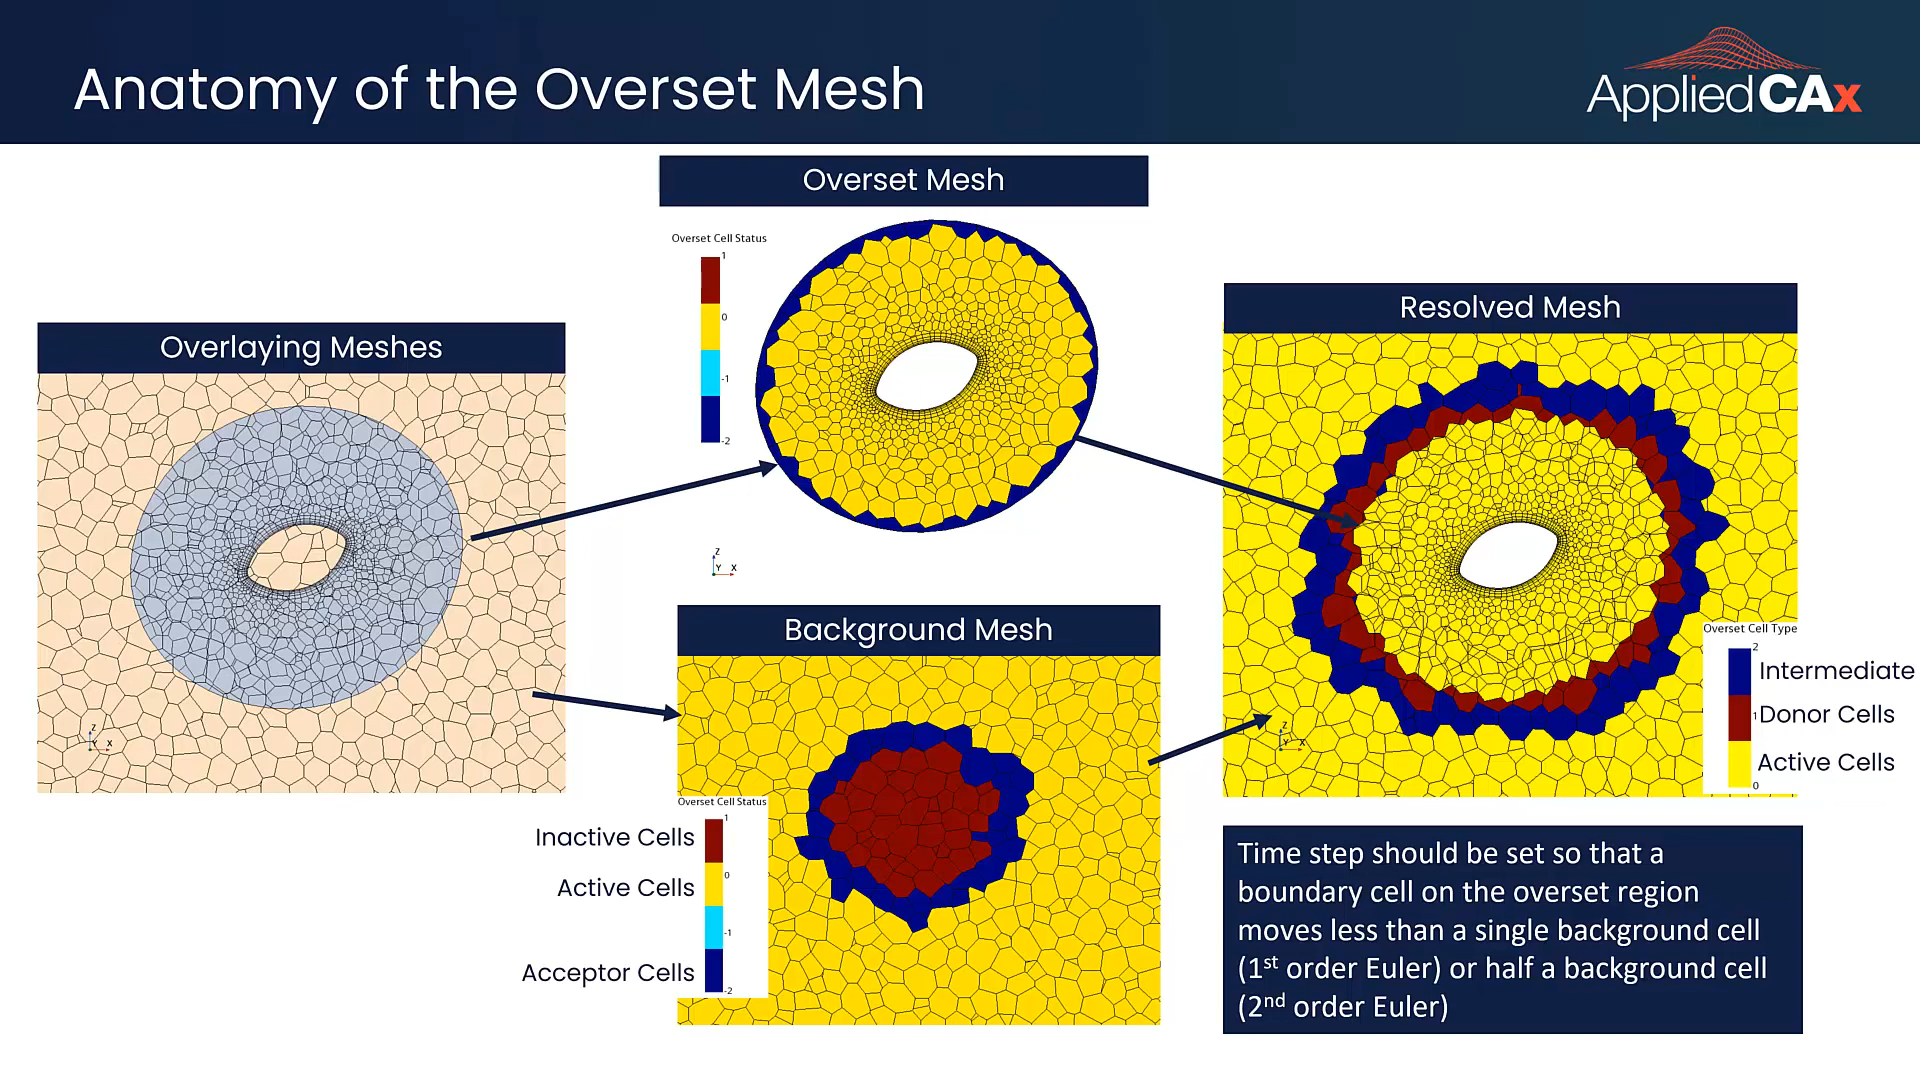 Anatomy of the Overset Mesh
AppliedCAx
Overset Mesh
Overset Cell Status
1
0
-1
-2
Z
Y X
Overlaying Meshes
Z
Y X
Background Mesh
Overset Cell Status
1
0
-1
-2
Inactive Cells
Active Cells
Acceptor Cells
Resolved Mesh
Z
Y X
Overset Cell Type
2
Intermediate
1
Donor Cells
Active Cells
0
Time step should be set so that a
boundary cell on the overset region
moves less than a single background cell
(1st order Euler) or half a background cell
(2nd order Euler)